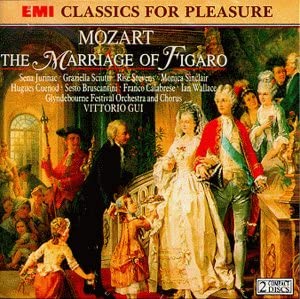 EMI CLASSICS FOR PLEASURE
MOZART
THE MARRIAGE OF FIGARO
Sena Jurinac · Graziella Sciutti · Risë Stevens · Monica Sinclair
Hugues Cuenod · Sesto Bruscantini · Franco Calabrese · Ian Wallace
Glyndebourne Festival Orchestra and Chorus
VITTORIO GUI
2 COMPACT
DISCS